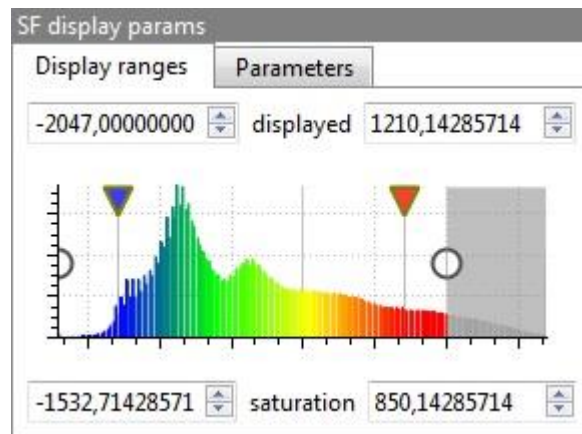 SF display params
Display ranges Parameters
-2047,00000000 displayed 1210,14285714
-1532,71428571 saturation 850,14285714